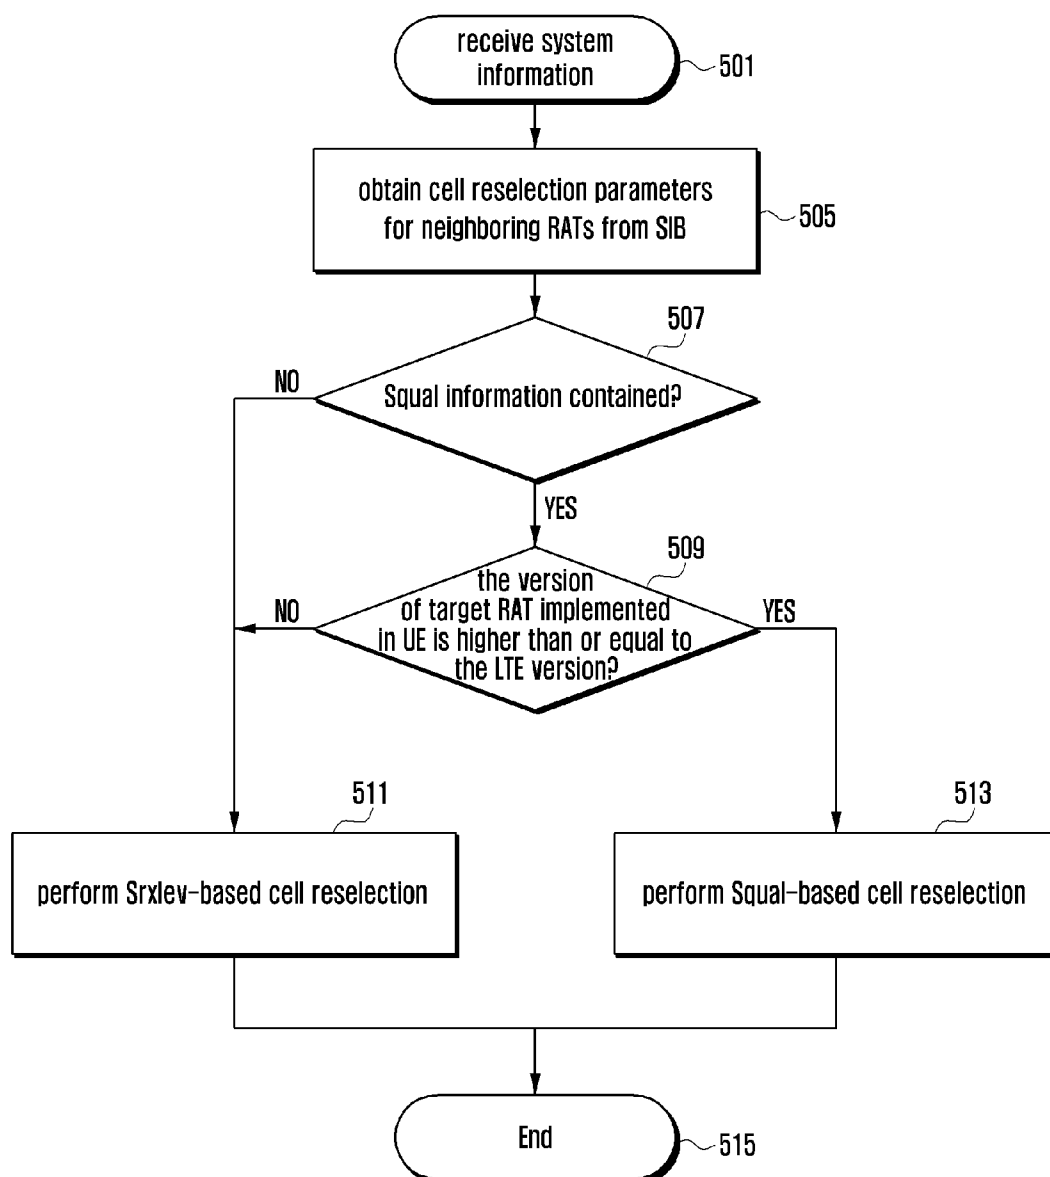 receive system
information
501
obtain cell reselection parameters
for neighboring RATs from SIB
505
507
NO
Squal information contained?
YES
509
the version
of target RAT implemented
in UE is higher than or equal to
the LTE version?
NO
YES
511
513
perform Srxlev-based cell reselection
perform Squal-based cell reselection
End
515